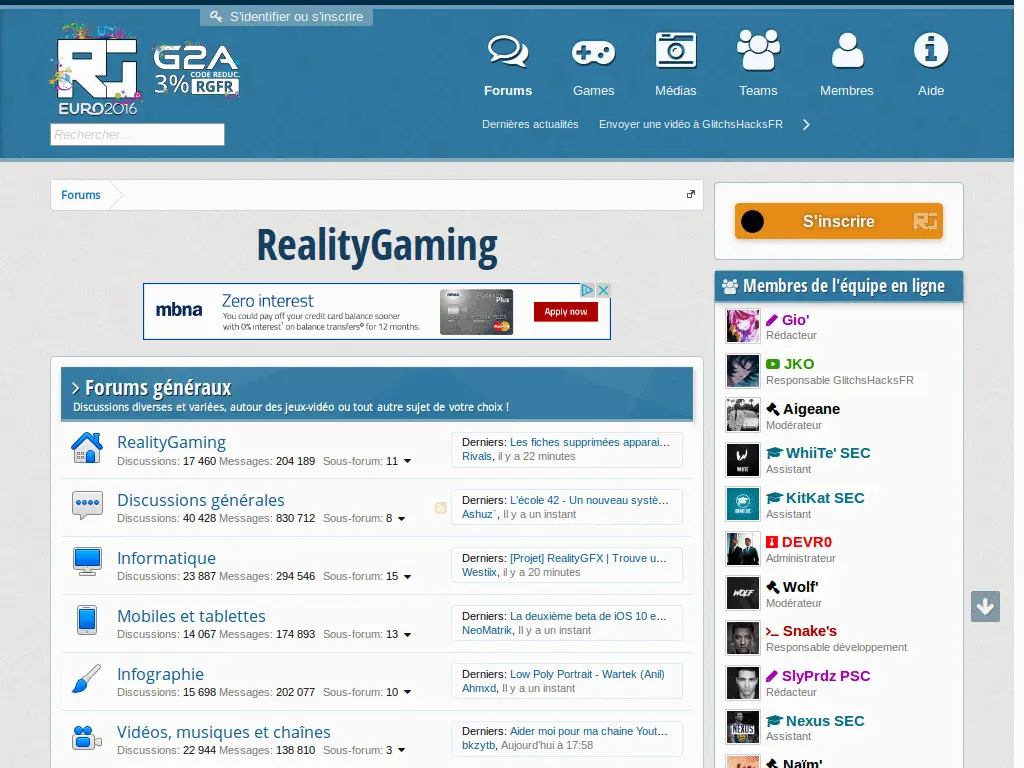 S'identifier ou s'inscrire
RG
EURO2016
G2A
3% CODE REDUC. RGFR
Rechercher...
Forums
Games
Médias
Teams
Membres
Aide
Dernières actualités
Envoyer une vidéo à GlitchsHacksFR
Forums
RealityGaming
mbna
Zero interest
You could pay off your credit card balance sooner
with 0% interest† on balance transfers◊ for 12 months.
mbna
Platinum
Plus
MasterCard
Apply now
Forums généraux
Discussions diverses et variées, autour des jeux-vidéo ou tout autre sujet de votre choix !
RealityGaming
Discussions: 17 460 Messages: 204 189 Sous-forum: 11
Derniers: Les fiches supprimées apparai...
Rivals, il y a 22 minutes
Discussions générales
Discussions: 40 428 Messages: 830 712 Sous-forum: 8
Derniers: L'école 42 - Un nouveau systè...
Ashuz`, Il y a un instant
Informatique
Discussions: 23 887 Messages: 294 546 Sous-forum: 15
Derniers: [Projet] RealityGFX | Trouve u...
Westiix, il y a 20 minutes
Mobiles et tablettes
Discussions: 14 067 Messages: 174 893 Sous-forum: 13
Derniers: La deuxième beta de iOS 10 e...
NeoMatrik, Il y a un instant
Infographie
Discussions: 15 698 Messages: 202 077 Sous-forum: 10
Derniers: Low Poly Portrait - Wartek (Anil)
Ahmxd, Il y a un instant
Vidéos, musiques et chaînes
Discussions: 22 944 Messages: 138 810 Sous-forum: 3
Derniers: Aider moi pour ma chaine Yout...
bkzytb, Aujourd'hui à 17:58
S'inscrire
RG
Membres de l'équipe en ligne
Gio'
Rédacteur
JKO
Responsable GlitchsHacksFR
Aigeane
Modérateur
WhiiTe' SEC
Assistant
KitKat SEC
Assistant
DEVR0
Administrateur
WOLF
Wolf'
Modérateur
Snake's
Responsable développement
SlyPrdz PSC
Rédacteur
NEXUS
Nexus SEC
Assistant
Naïm'